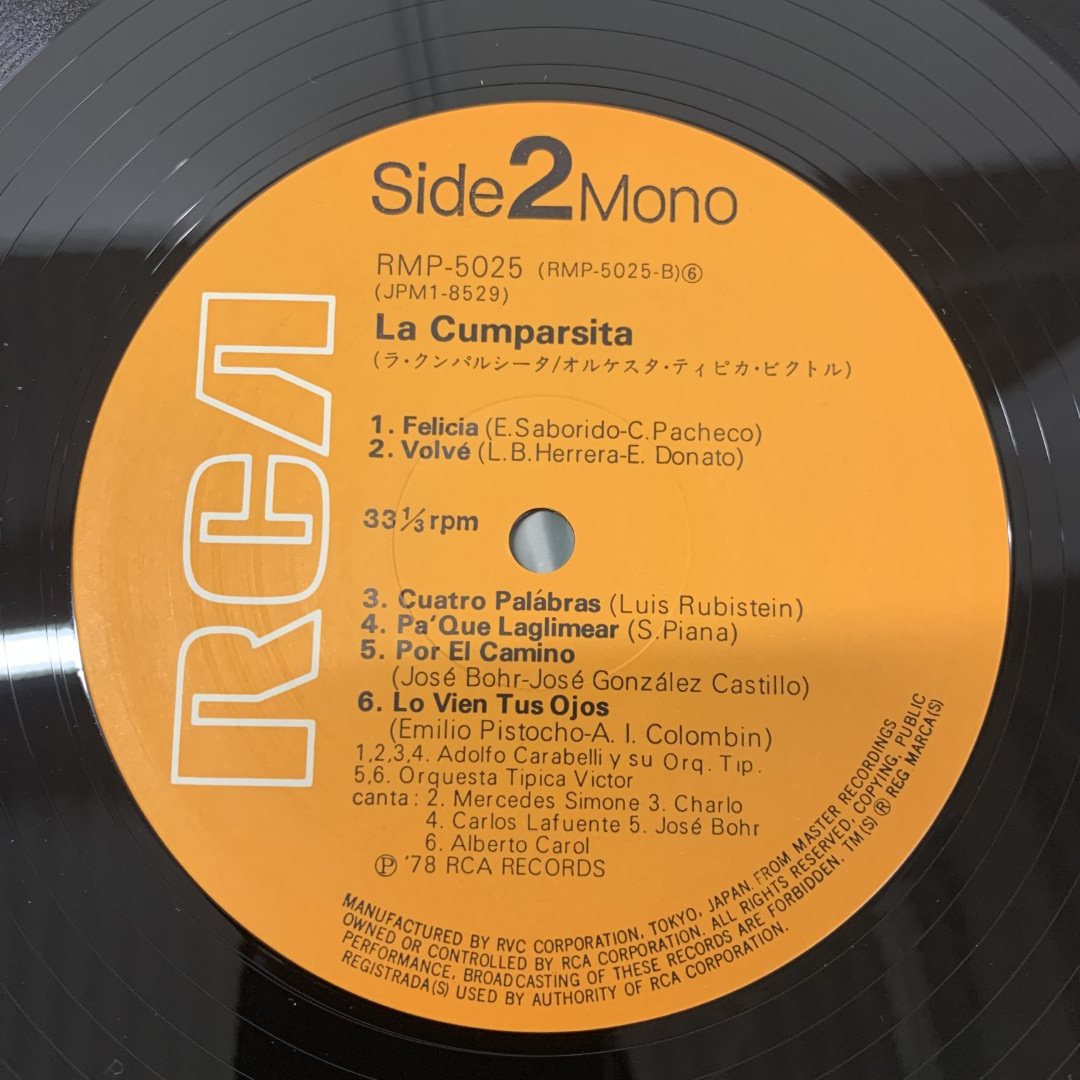 Side 2 Mono
RMP-5025 (RMP-5025-B)⑥
(JPM1-8529)
La Cumparsita
(ラ・クンパルシータ/オルケスタ・ティピカ・ビクトル)
1. Felicia (E.Saborido-C.Pacheco)
2. Volvé (L.B.Herrera-E. Donato)
33 1/3 rpm
3. Cuatro Palábras (Luis Rubistein)
4. Pa'Que Laglimear (S.Piana)
5. Por El Camino
(José Bohr-José González Castillo)
6. Lo Vien Tus Ojos
(Emilio Pistocho-A. I. Colombin)
1,2,3,4. Adolfo Carabelli y su Orq. Tip.
5,6. Orquesta Tipica Victor
canta : 2. Mercedes Simone 3. Charlo
4. Carlos Lafuente 5. José Bohr
6. Alberto Carol
Ⓟ '78 RCA RECORDS
RCA
MANUFACTURED BY RVC CORPORATION, TOKYO, JAPAN. FROM MASTER RECORDINGS
OWNED OR CONTROLLED BY RCA CORPORATION. ALL RIGHTS RESERVED, COPYING, PUBLIC
PERFORMANCE, BROADCASTING OF THESE RECORDS ARE FORBIDDEN. TM(S) ® REG MARCA(S)
REGISTRADA(S) USED BY AUTHORITY OF RCA CORPORATION.